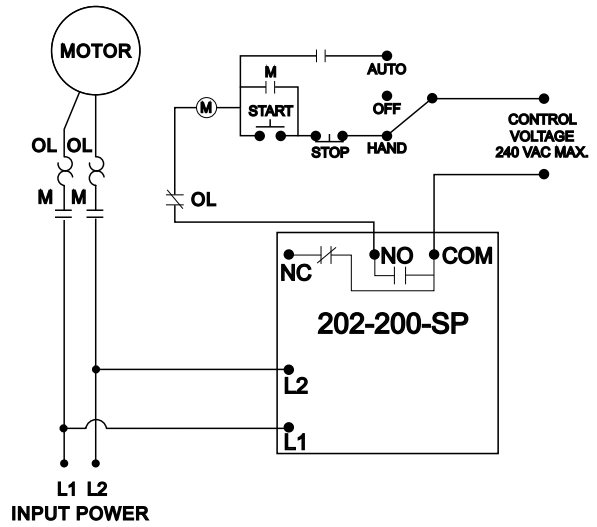 MOTOR
AUTO
M
M
START
OFF
CONTROL
VOLTAGE
240 VAC MAX.
OL OL
STOP
HAND
M M
OL
NC
NO
COM
202-200-SP
L2
L1
L1 L2
INPUT POWER